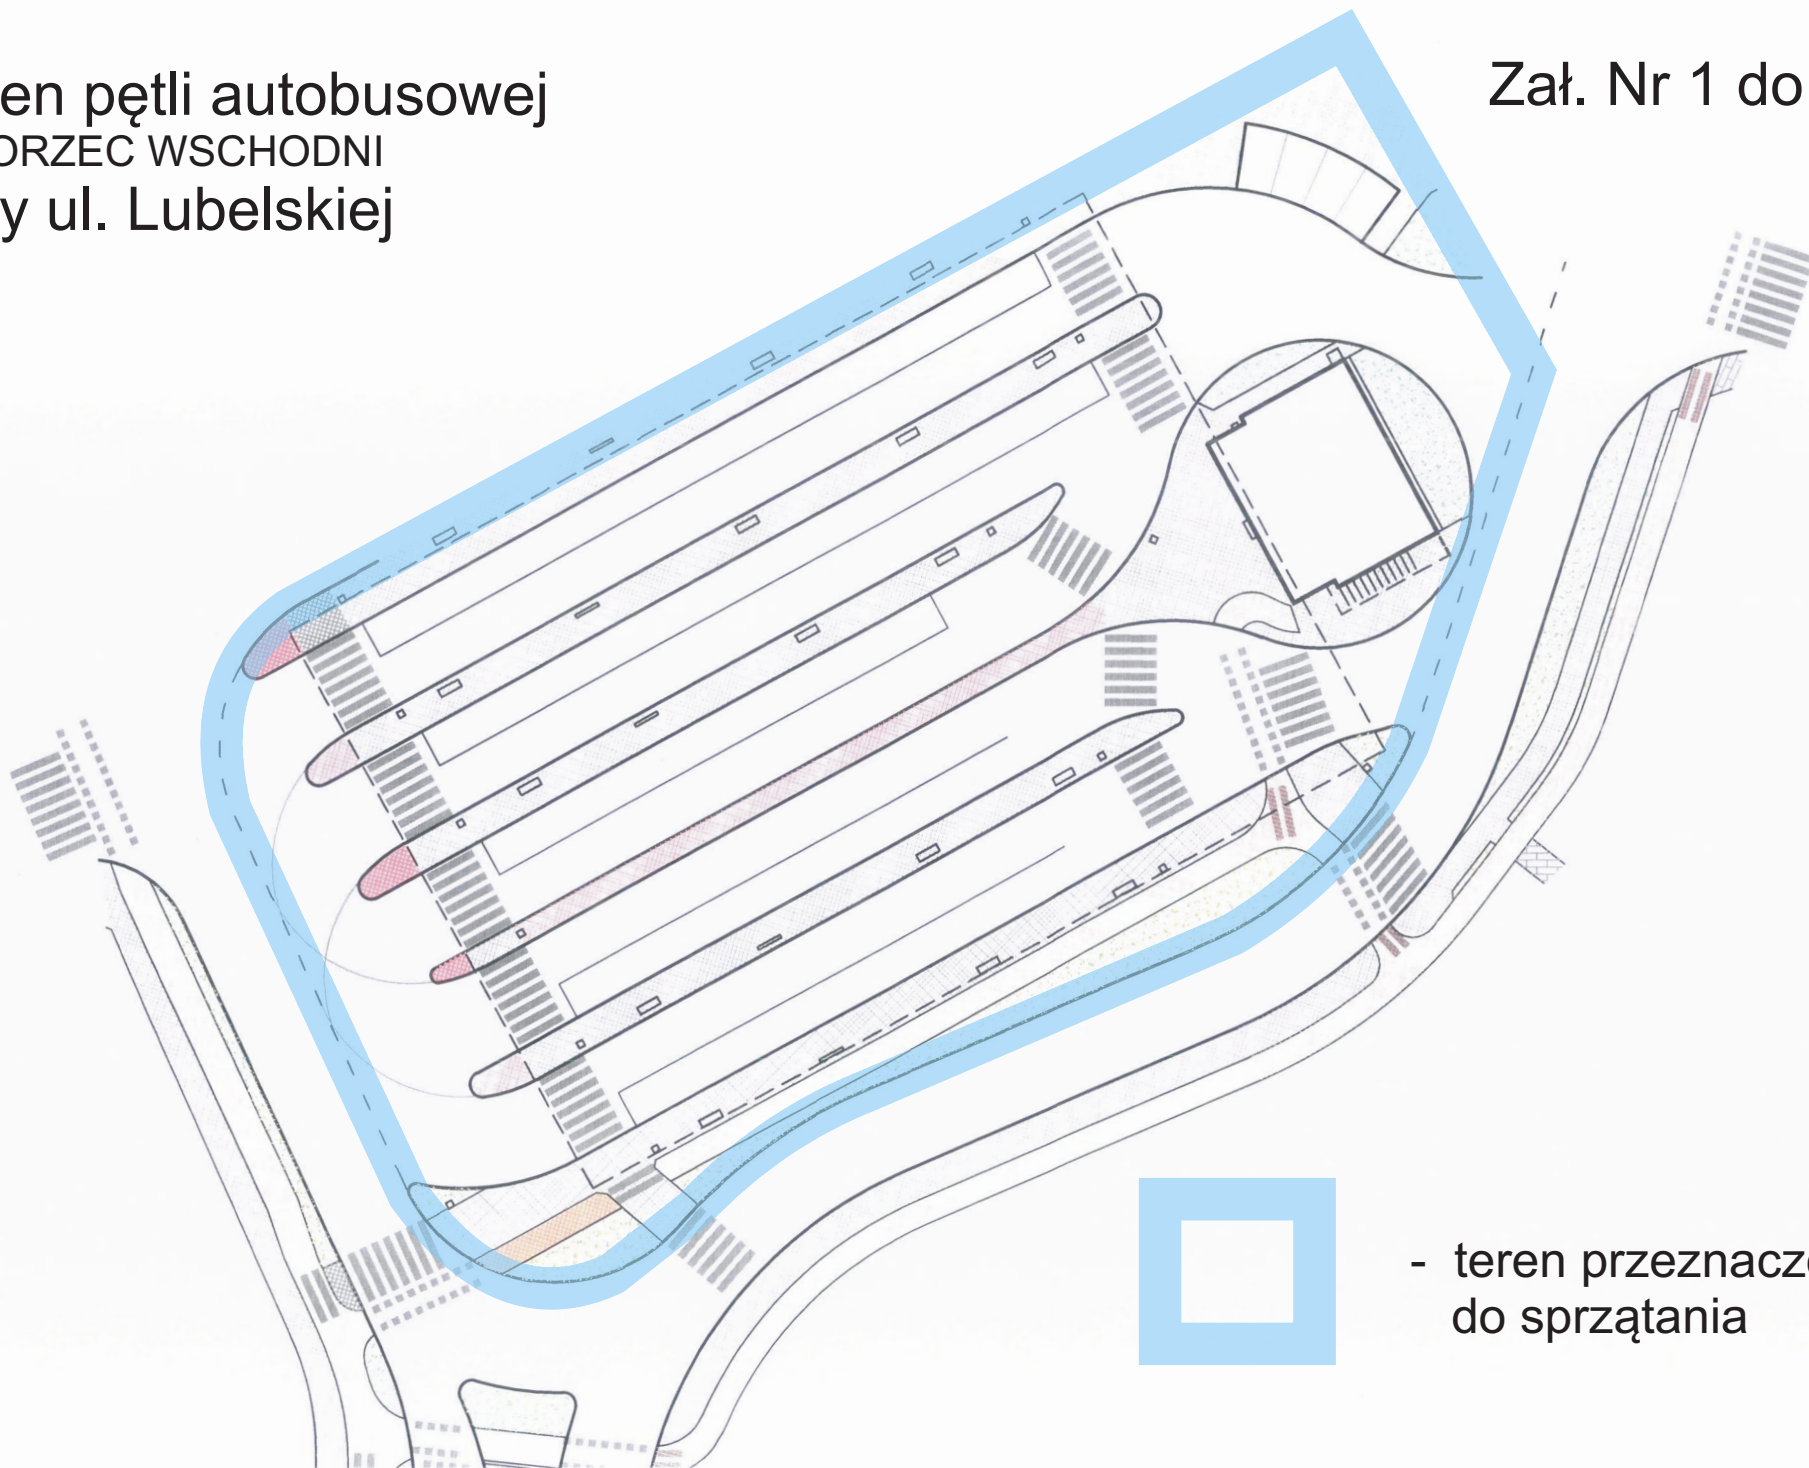 en pętli autobusowej
ORZEC WSCHODNI
y ul. Lubelskiej
Zał. Nr 1 do
- teren przeznacz
do sprzątania